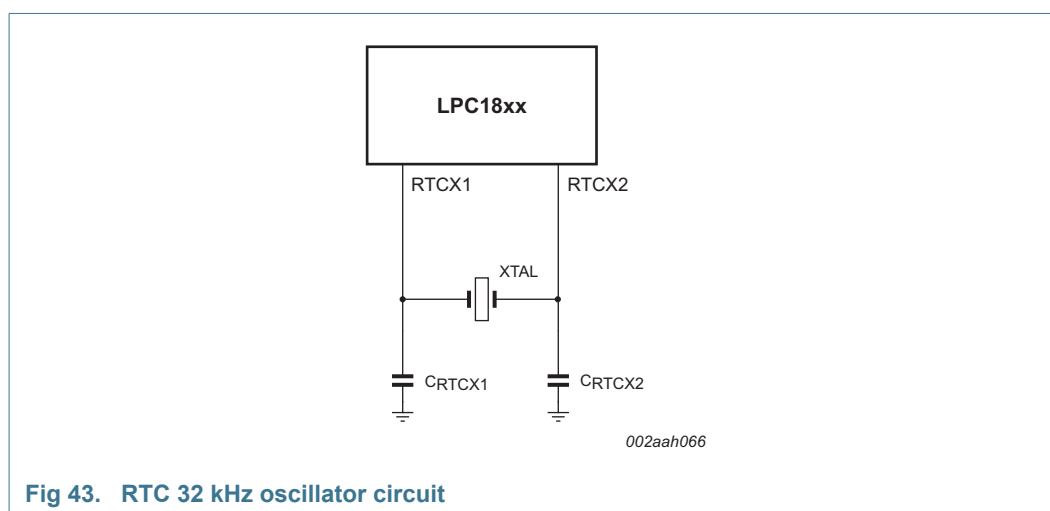 LPC18xx
RTCX1 RTCX2
XTAL
CRTCX1 CRTCX2
002aah066
Fig 43. RTC 32 kHz oscillator circuit